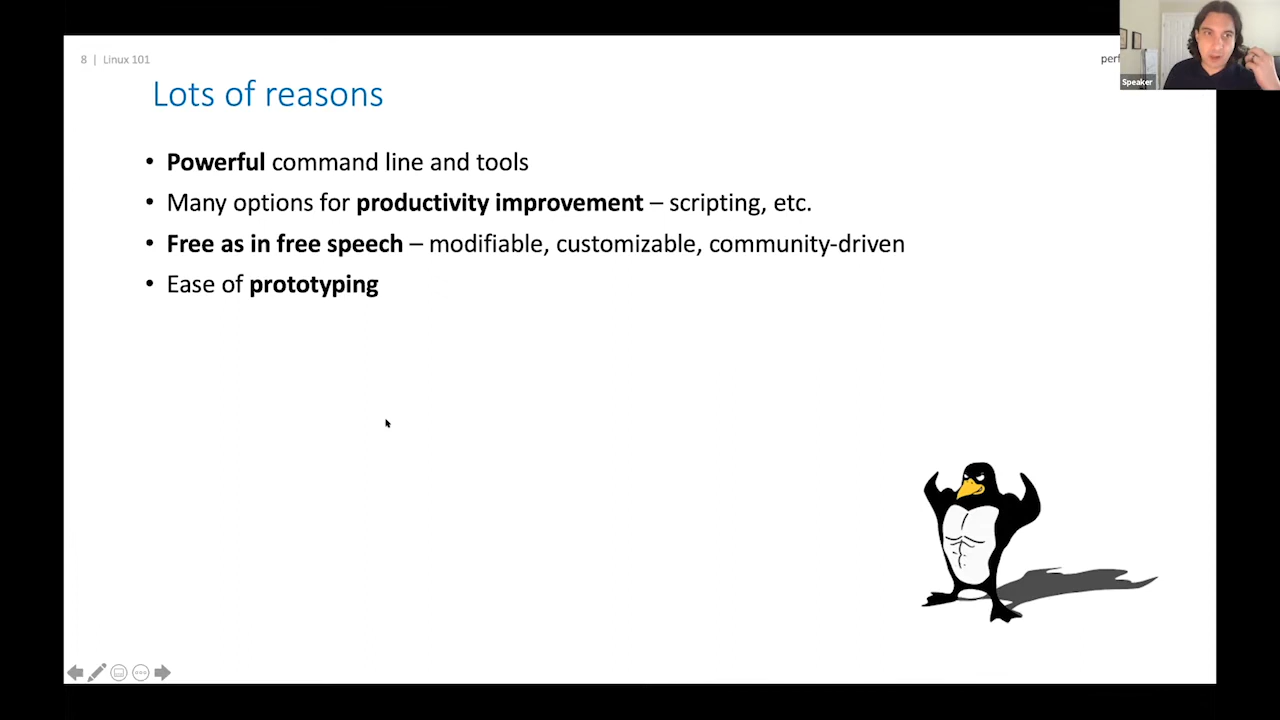 8 | Linux 101
Speaker
Lots of reasons
• Powerful command line and tools
• Many options for productivity improvement – scripting, etc.
• Free as in free speech – modifiable, customizable, community-driven
• Ease of prototyping